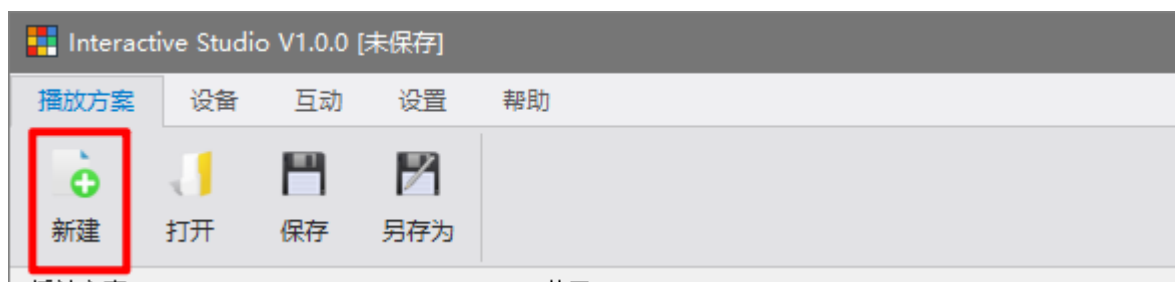 Interactive Studio V1.0.0 [未保存]
播放方案 设备 互动 设置 帮助
新建 打开 保存 另存为